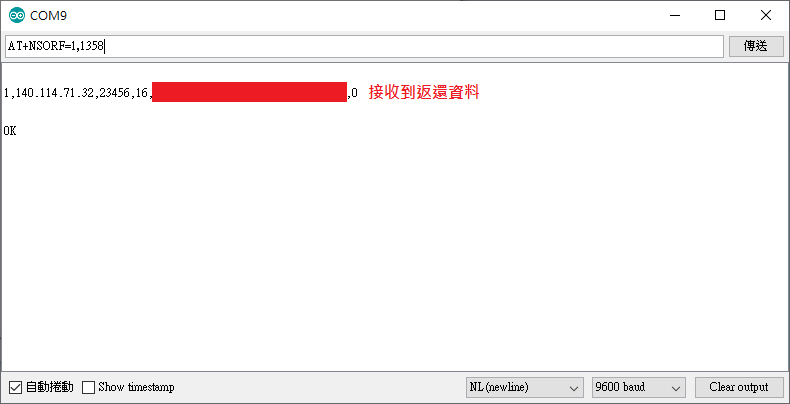 COM9
AT+NSORF=1,1358
傳送
1,140.114.71.32,23456,16, ,0 接收到返還資料
OK
自動捲動 Show timestamp NL(newline) 9600 baud Clear output